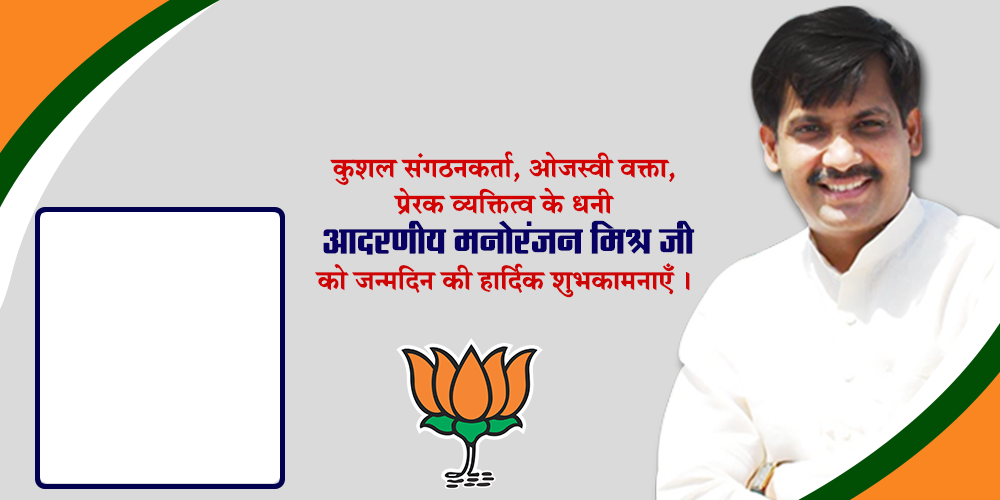 कुशल संगठनकर्ता, ओजस्वी वक्ता,
प्रेरक व्यक्तित्व के धनी
आदरणीय मनोरंजन मिश्र जी
को जन्मदिन की हार्दिक शुभकामनाएँ ।